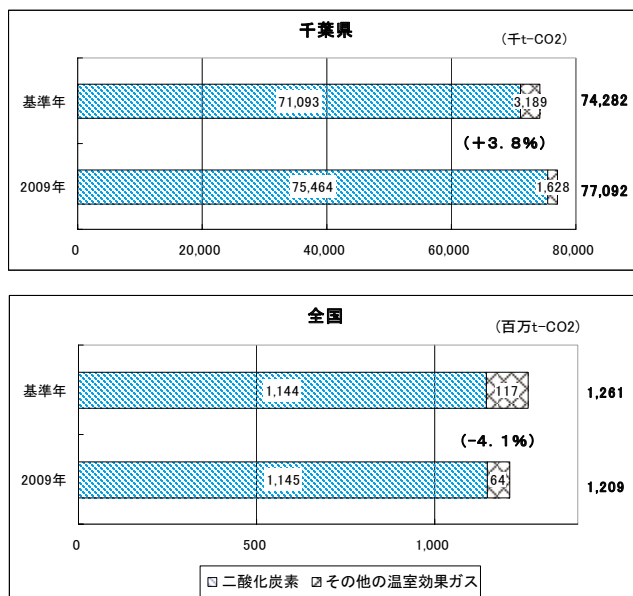 千葉県
(千t-CO2)
基準年
71,093
3,189
74,282
(+3.8%)
2009年
75,464
1,628
77,092
0
20,000
40,000
60,000
80,000
全国
(百万t-CO2)
基準年
1,144
117
1,261
(-4.1%)
2009年
1,145
64
1,209
0
500
1,000
二酸化炭素 その他の温室効果ガス